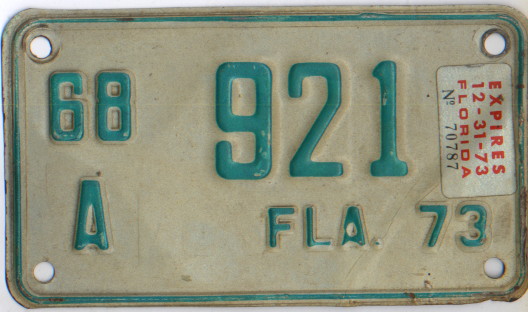 68 921
A FLA. 73
EXPIRES
12-31-73
FLORIDA
Nº 70787